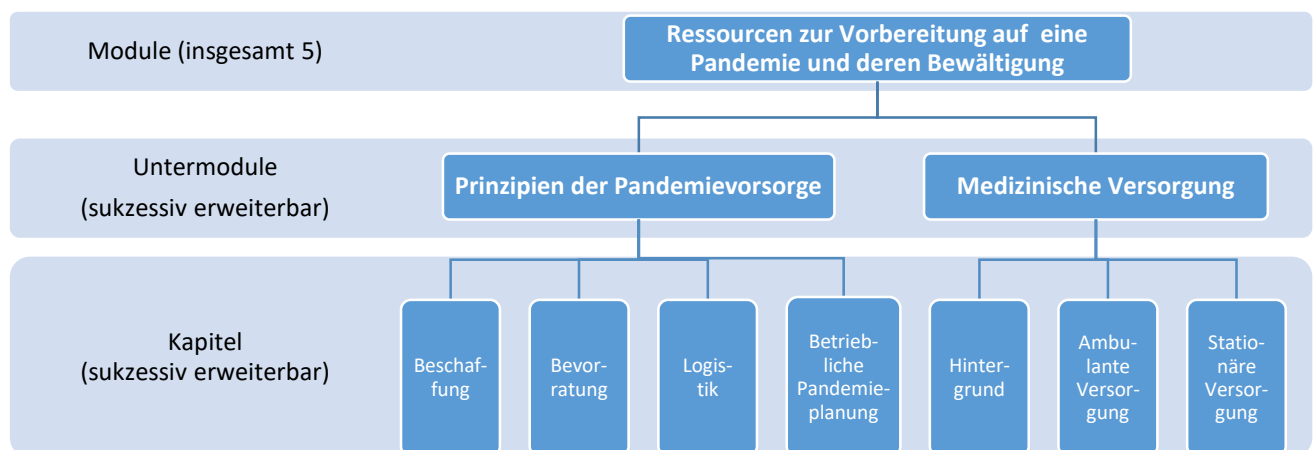 Module (insgesamt 5)
Ressourcen zur Vorbereitung auf eine
Pandemie und deren Bewältigung
Untermodule
(sukzessiv erweiterbar)
Prinzipien der Pandemievorsorge
Medizinische Versorgung
Kapitel
(sukzessiv erweiterbar)
Beschaf-
fung
Bevor-
ratung
Logis-
tik
Betrieb-
liche
Pandemie-
planung
Hinter-
grund
Ambu-
lante
Versor-
gung
Statio-
näre
Versor-
gung